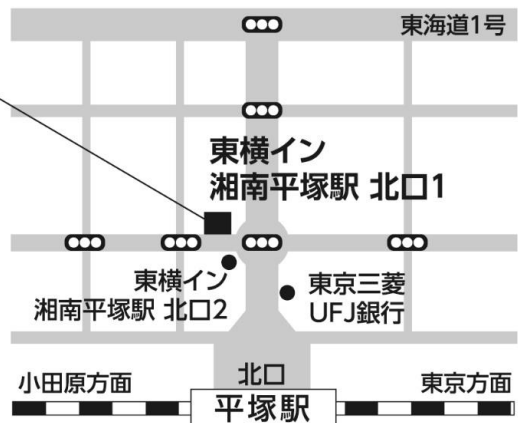 東海道1号
東横イン
湘南平塚駅 北口1
東横イン
湘南平塚駅 北口2
東京三菱
UFJ銀行
小田原方面
北口
東京方面
平塚駅